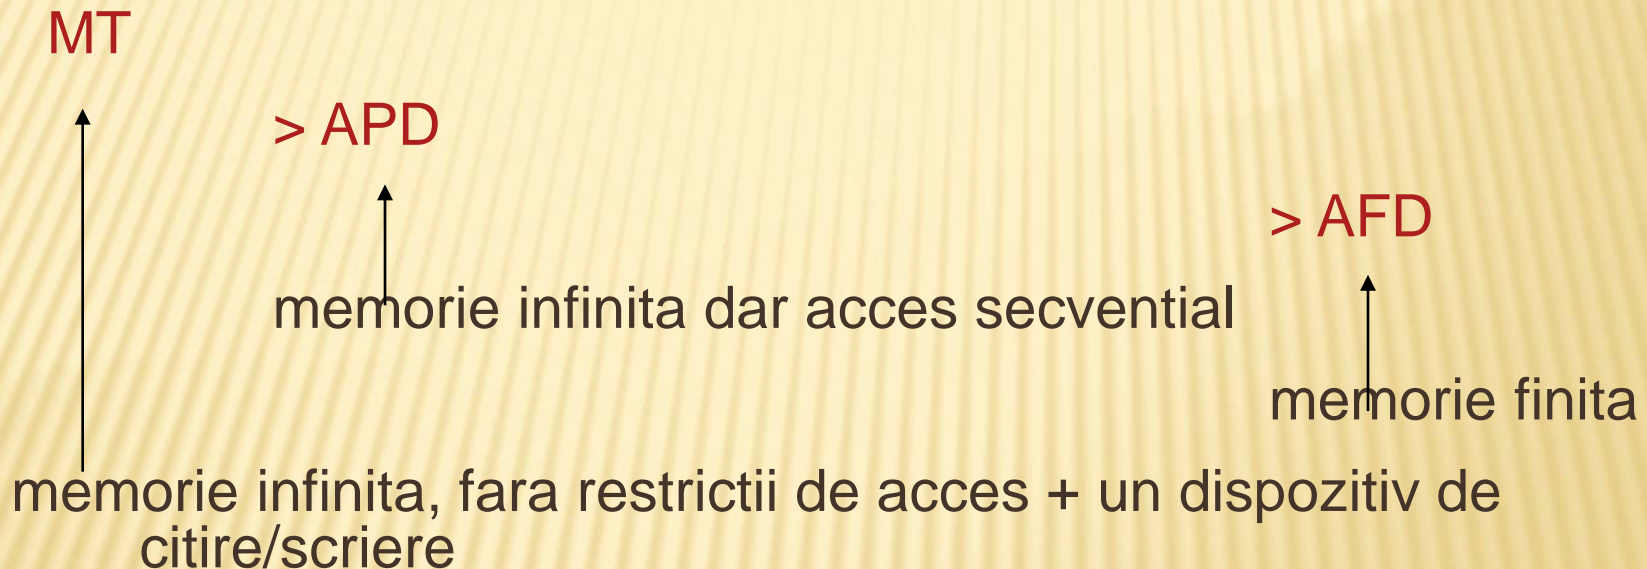 MT
> APD
> AFD
memorie infinita dar acces secvential
memorie finita
memorie infinita, fara restrictii de acces + un dispozitiv de
citire/scriere